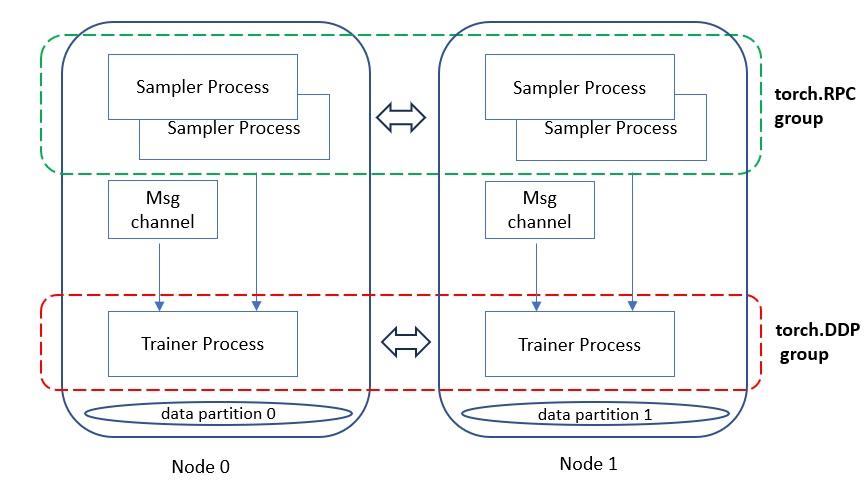 Sampler Process
Sampler Process
Sampler Process
Sampler Process
torch.RPC
group
Msg
channel
Msg
channel
Trainer Process
Trainer Process
torch.DDP
group
data partition 0
data partition 1
Node 0
Node 1